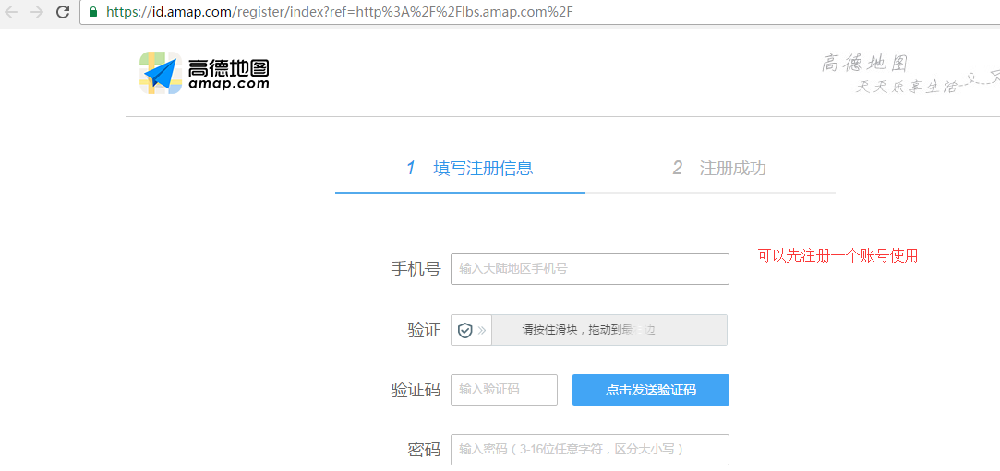 https://id.amap.com/register/index?ref=http%3A%2F%2Flbs.amap.com%2F
高德地图
amap.com
高德地图
天天乐享生活
1 填写注册信息
2 注册成功
手机号 输入大陆地区手机号
可以先注册一个账号使用
验证 » 请按住滑块，拖动到最右边
验证码 输入验证码 点击发送验证码
密码 输入密码（3-16位任意字符，区分大小写）